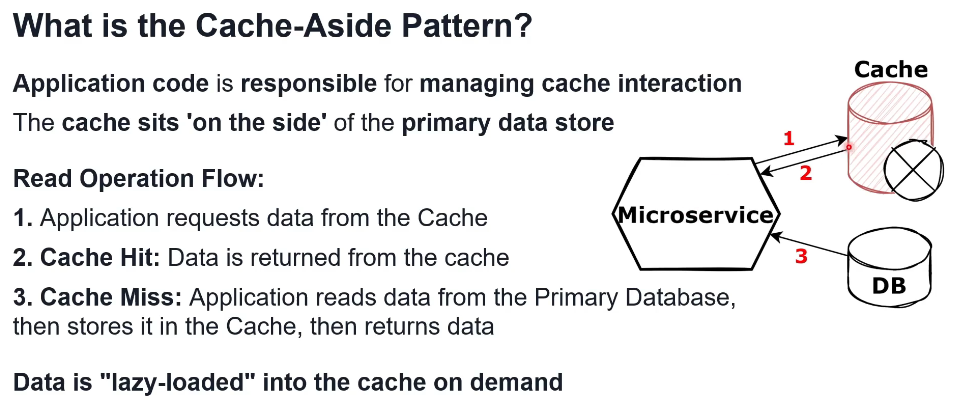 What is the Cache-Aside Pattern?
Application code is responsible for managing cache interaction
The cache sits 'on the side' of the primary data store
Read Operation Flow:
1. Application requests data from the Cache
2. Cache Hit: Data is returned from the cache
3. Cache Miss: Application reads data from the Primary Database,
then stores it in the Cache, then returns data
Data is "lazy-loaded" into the cache on demand
Cache
1
2
Microservice
3
DB